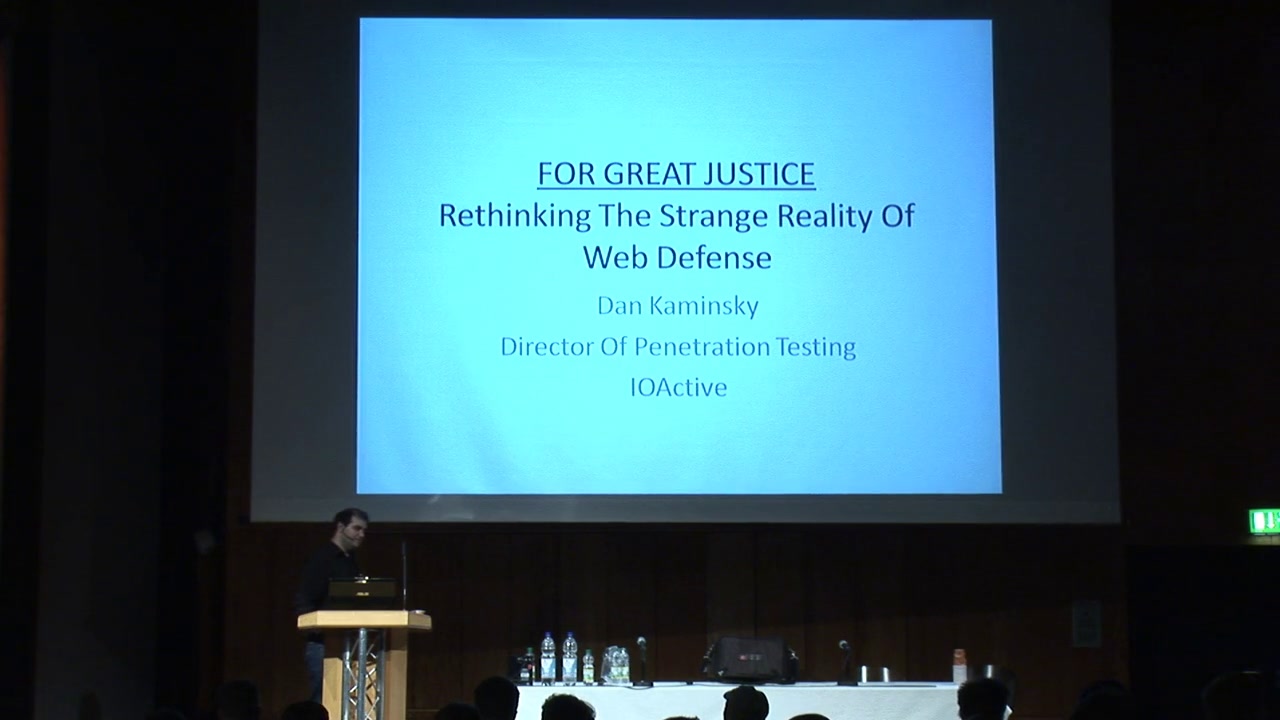 FOR GREAT JUSTICE
Rethinking The Strange Reality Of
Web Defense
Dan Kaminsky
Director Of Penetration Testing
IOActive